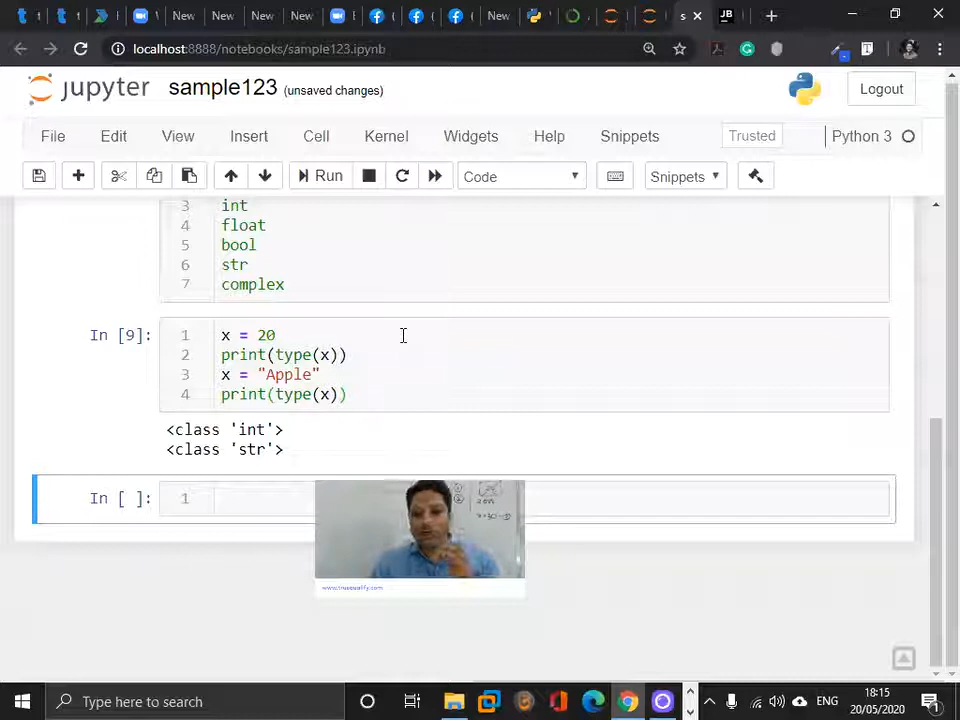 New
New
New
New
s
localhost:8888/notebooks/sample123.ipynb
jupyter sample123 (unsaved changes)
Logout
File Edit View Insert Cell Kernel Widgets Help Snippets
Trusted
Python 3
Run
Code
Snippets
3 int
4 float
5 bool
6 str
7 complex
In [9]:
1 x = 20
2 print(type(x))
3 x = "Apple"
4 print(type(x))
<class 'int'>
<class 'str'>
In [ ]:
1
Type here to search
ENG
18:15
20/05/2020